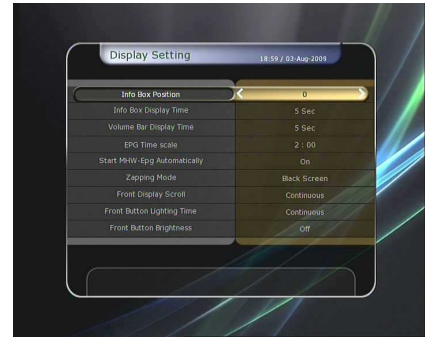 Display Setting 18:59 / 03-Aug-2009
Info Box Position 0
Info Box Display Time 5 Sec
Volume Bar Display Time 5 Sec
EPG Time scale 2 : 00
Start MHW-Epg Automatically On
Zapping Mode Black Screen
Front Display Scroll Continuous
Front Button Lighting Time Continuous
Front Button Brightness Off